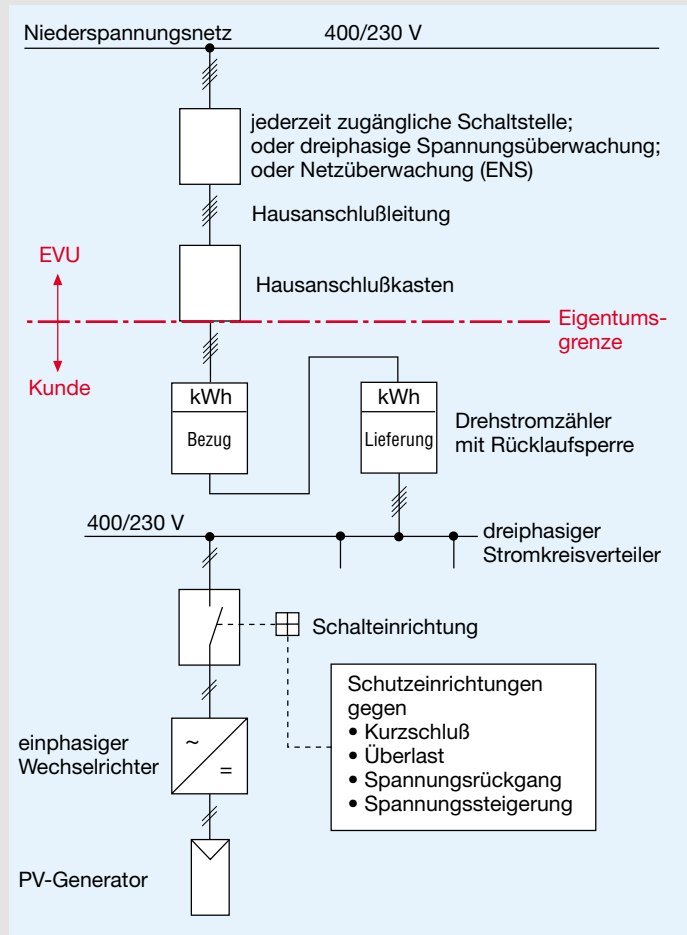 Niederspannungsnetz 400/230 V
jederzeit zugängliche Schaltstelle;
oder dreiphasige Spannungsüberwachung;
oder Netzüberwachung (ENS)
Hausanschlußleitung
EVU
Hausanschlußkasten
Eigentums-
grenze
Kunde
kWh
Bezug
kWh
Lieferung
Drehstromzähler
mit Rücklaufsperre
400/230 V
dreiphasiger
Stromkreisverteiler
Schalteinrichtung
Schutzeinrichtungen
gegen
• Kurzschluß
• Überlast
• Spannungsrückgang
• Spannungssteigerung
einphasiger
Wechselrichter
~
=
PV-Generator